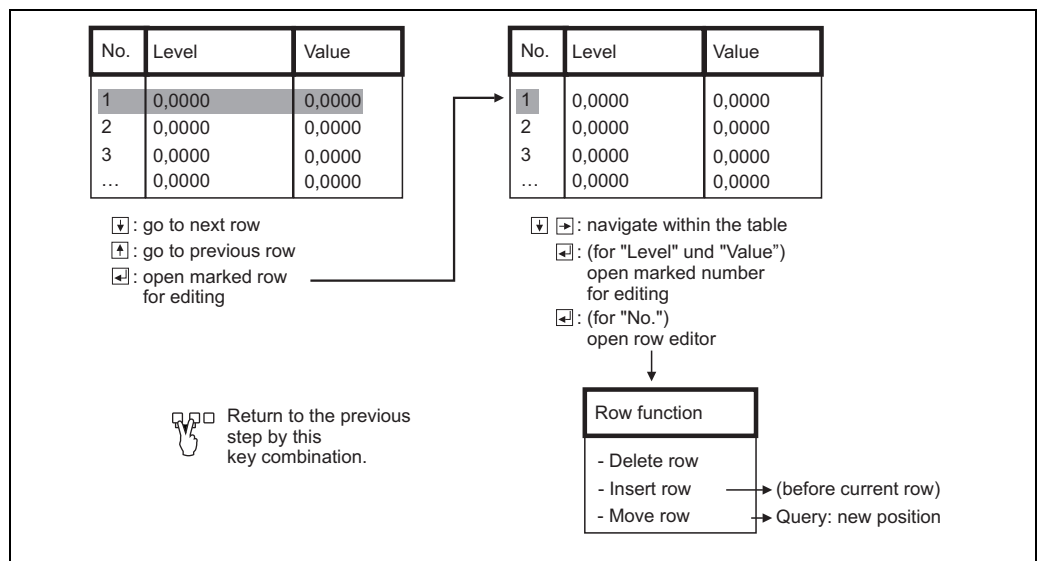 No. Level Value
1 0,0000 0,0000
2 0,0000 0,0000
3 0,0000 0,0000
... 0,0000 0,0000
: go to next row
: go to previous row
: open marked row
for editing
No. Level Value
1 0,0000 0,0000
2 0,0000 0,0000
3 0,0000 0,0000
... 0,0000 0,0000
: navigate within the table
: (for "Level" und "Value")
open marked number
for editing
: (for "No.")
open row editor
Return to the previous
step by this
key combination.
Row function
- Delete row
- Insert row (before current row)
- Move row Query: new position